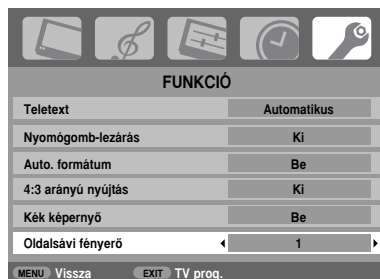 FUNKCIÓ
Teletext Automatikus
Nyomógomb-lezárás Ki
Auto. formátum Be
4:3 arányú nyújtás Ki
Kék képernyő Be
Oldalsávi fényerő 1
MENU Vissza EXIT TV prog.